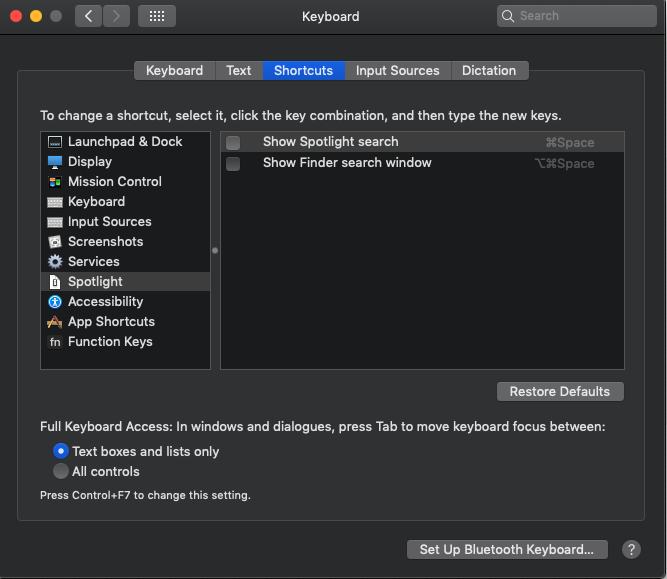 Keyboard
Search
Keyboard
Text
Shortcuts
Input Sources
Dictation
To change a shortcut, select it, click the key combination, and then type the new keys.
Launchpad & Dock
Display
Mission Control
Keyboard
Input Sources
Screenshots
Services
Spotlight
Accessibility
App Shortcuts
fn Function Keys
Show Spotlight search ⌘Space
Show Finder search window ⌥⌘Space
Restore Defaults
Full Keyboard Access: In windows and dialogues, press Tab to move keyboard focus between:
Text boxes and lists only
All controls
Press Control+F7 to change this setting.
Set Up Bluetooth Keyboard...
?